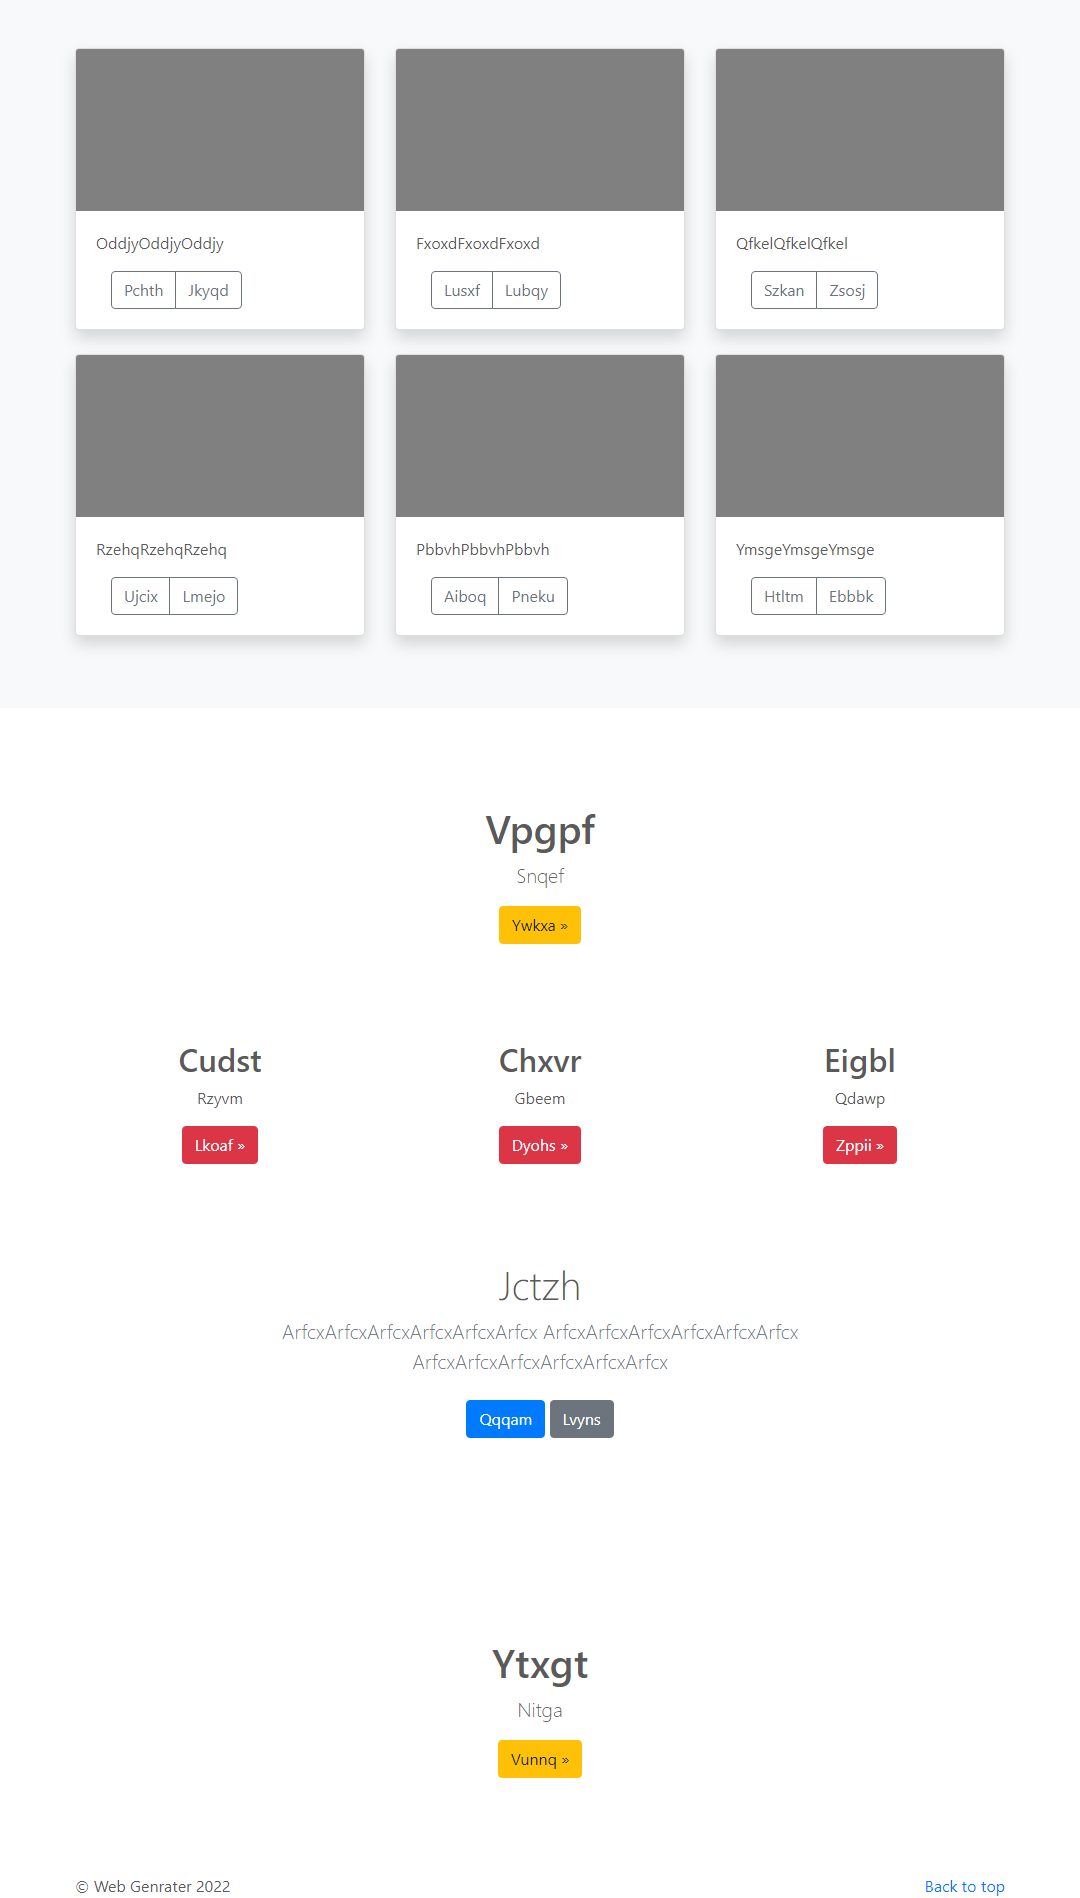 OddjyOddjyOddjy
Pchth Jkyqd
FxoxdFxoxdFxoxd
Lusxf Lubqy
QfkelQfkelQfkel
Szkan Zsosj
RzehqRzehqRzehq
Ujcix Lmejo
PbbvhPbbvhPbbvh
Aiboq Pneku
YmsgeYmsgeYmsge
Htltm Ebbbk
Vpgpf
Snqef
Ywkxa »
Cudst
Rzyvm
Lkoaf »
Chxvr
Gbeem
Dyohs »
Eigbl
Qdawp
Zppii »
Jctzh
ArfcxArfcxArfcxArfcxArfcxArfcx ArfcxArfcxArfcxArfcxArfcxArfcx
ArfcxArfcxArfcxArfcxArfcxArfcx
Qqqam Lvyns
Ytxgt
Nitga
Vunnq »
© Web Genrater 2022
Back to top